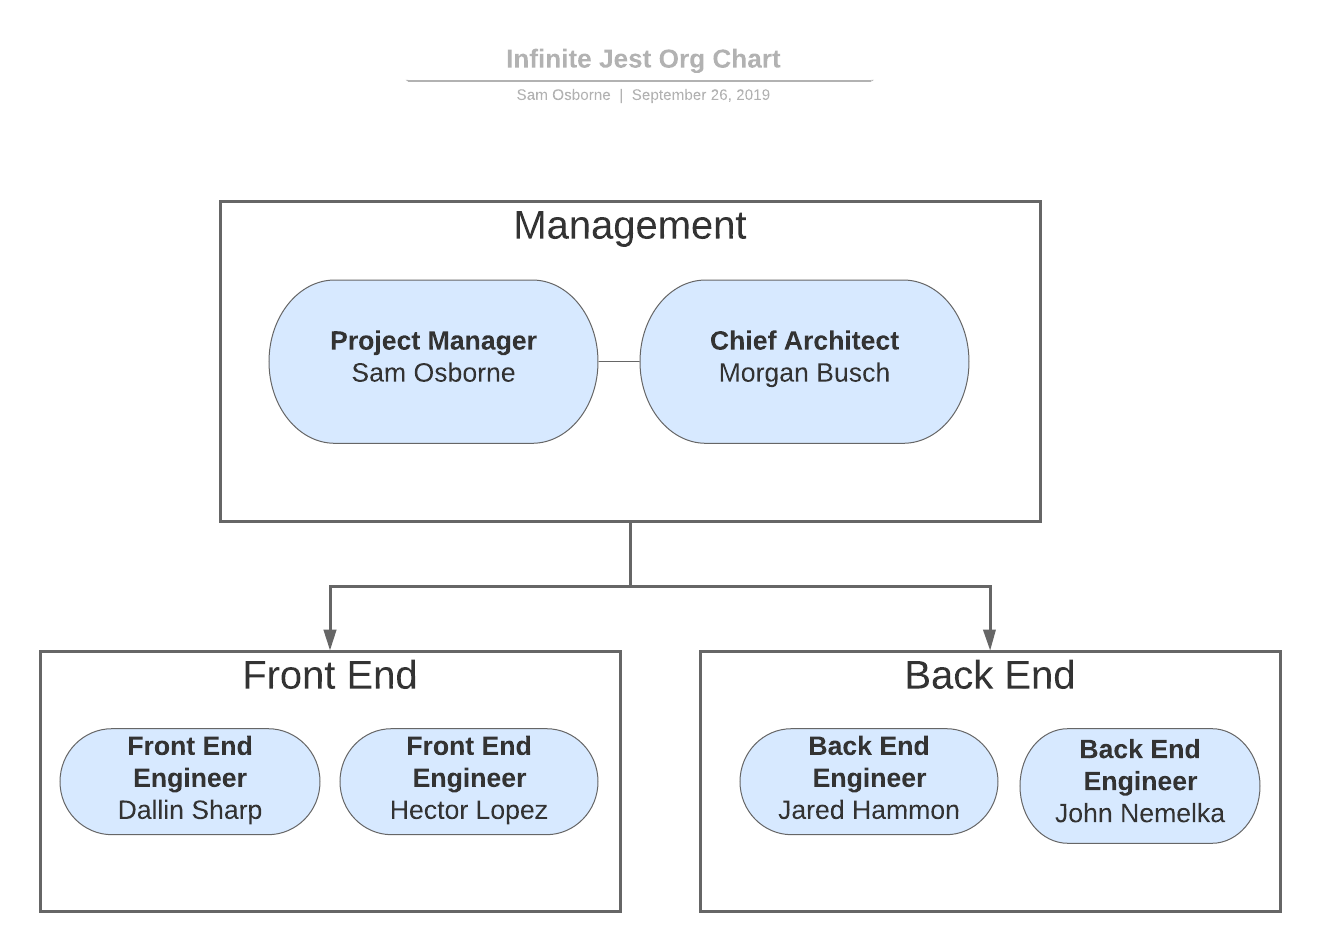 Infinite Jest Org Chart
Sam Osborne | September 26, 2019
Management
Project Manager
Sam Osborne
Chief Architect
Morgan Busch
Front End
Front End
Engineer
Dallin Sharp
Front End
Engineer
Hector Lopez
Back End
Back End
Engineer
Jared Hammon
Back End
Engineer
John Nemelka